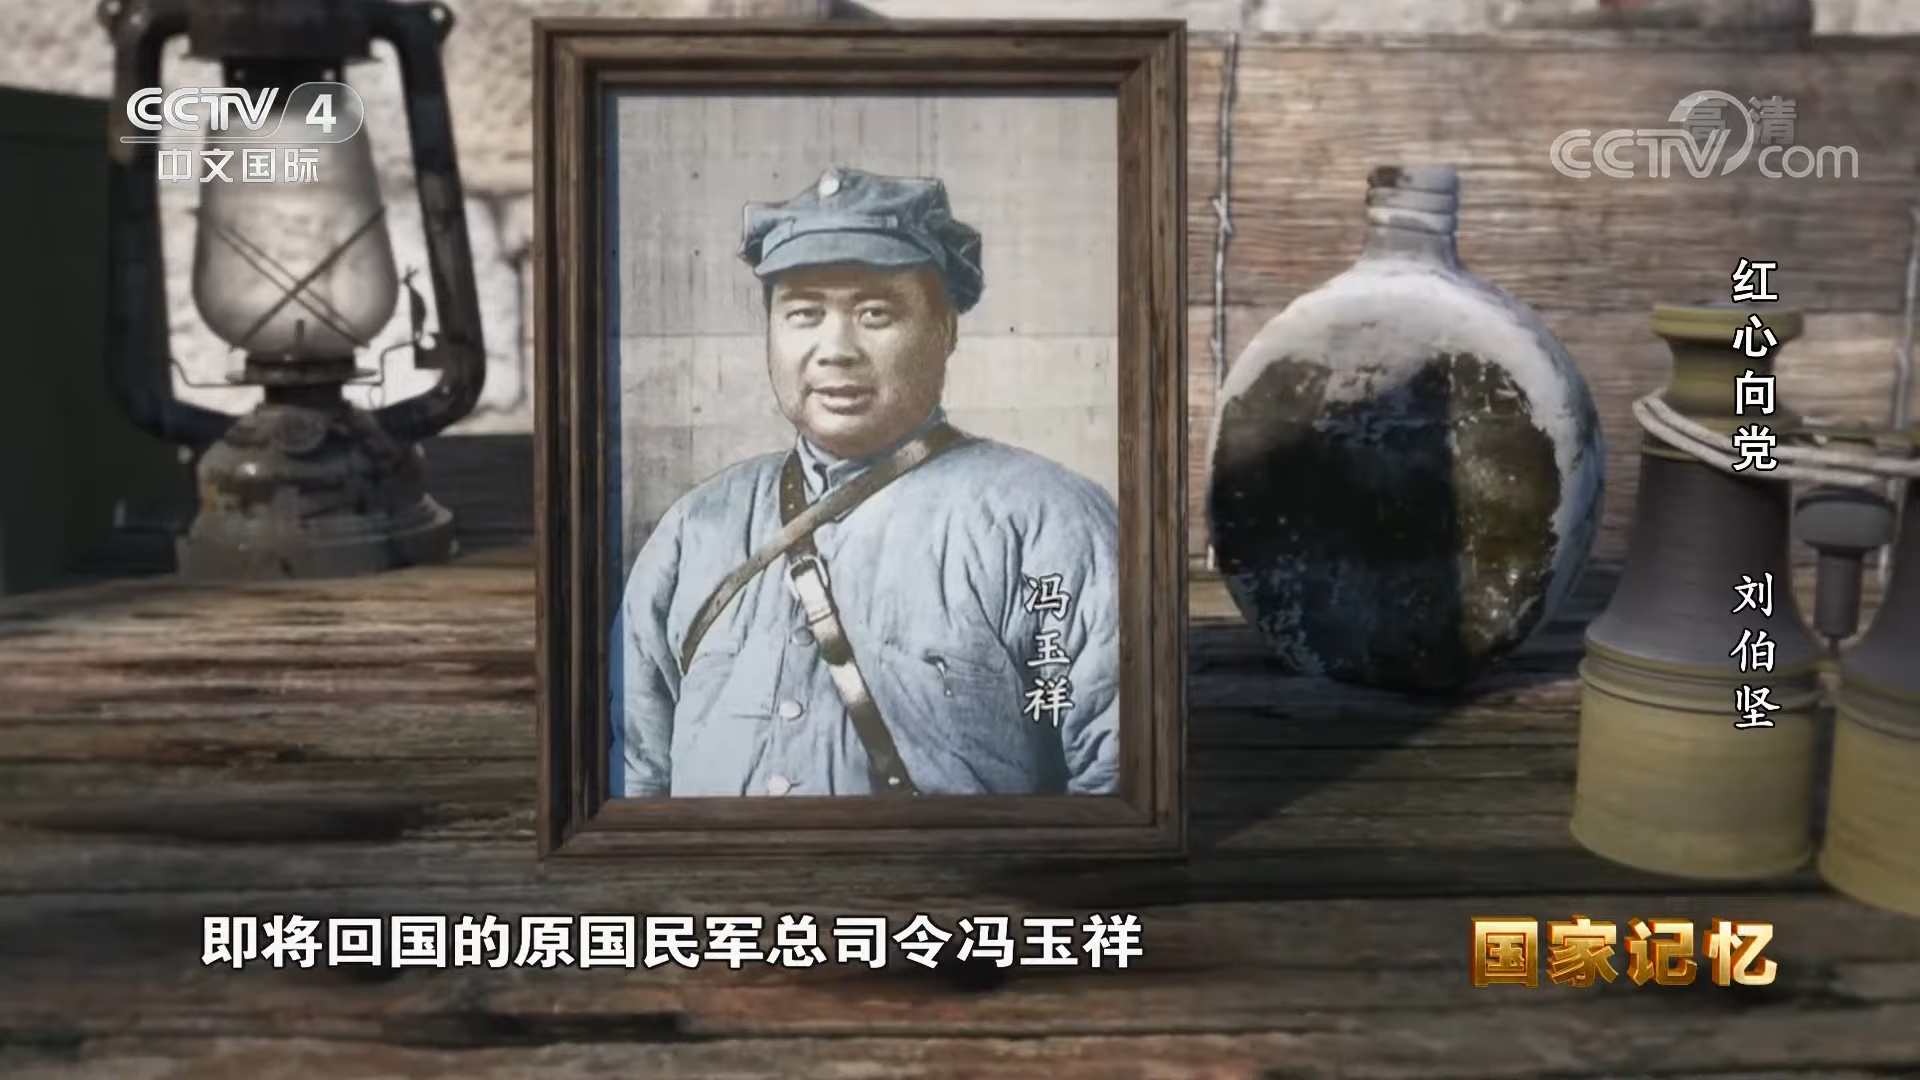 CCTV 4
中文国际
高清
CCTV.com
红心向党
刘伯坚
冯玉祥
即将回国的原国民军总司令冯玉祥
国家记忆